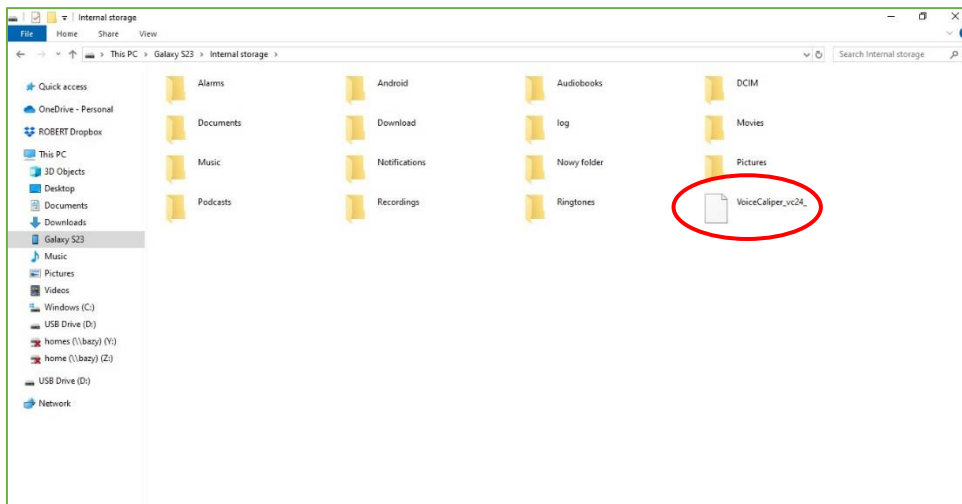 Internal storage
File Home Share View
This PC > Galaxy S23 > Internal storage >
Search Internal storage
Quick access
OneDrive - Personal
ROBERT Dropbox
This PC
3D Objects
Desktop
Documents
Downloads
Galaxy S23
Music
Pictures
Videos
Windows (C:)
USB Drive (D:)
homes (\\bazy) (Y:)
home (\\bazy) (Z:)
USB Drive (D:)
Network
Alarms Android Audiobooks DCIM
Documents Download log Movies
Music Notifications Nowy folder Pictures
Podcasts Recordings Ringtones VoiceCaliper_vc24_